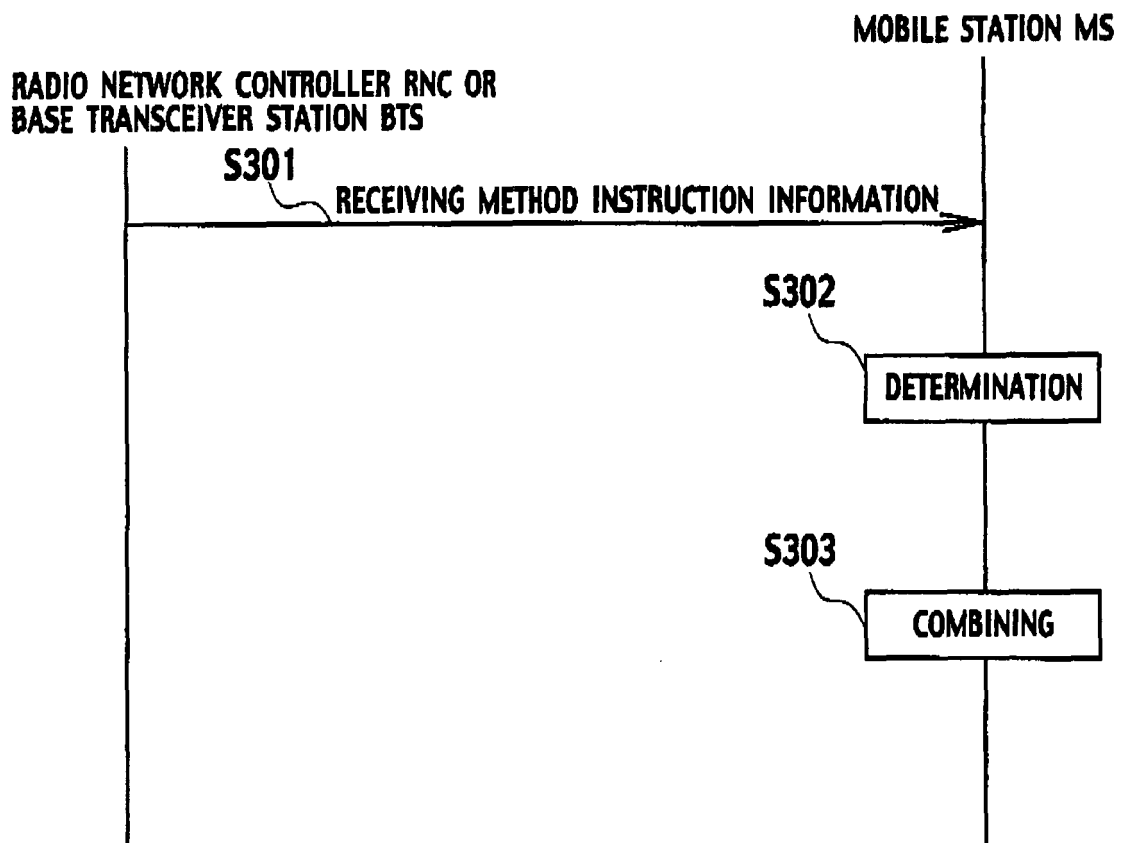 MOBILE STATION MS
RADIO NETWORK CONTROLLER RNC OR
BASE TRANSCEIVER STATION BTS
S301
RECEIVING METHOD INSTRUCTION INFORMATION
S302
DETERMINATION
S303
COMBINING